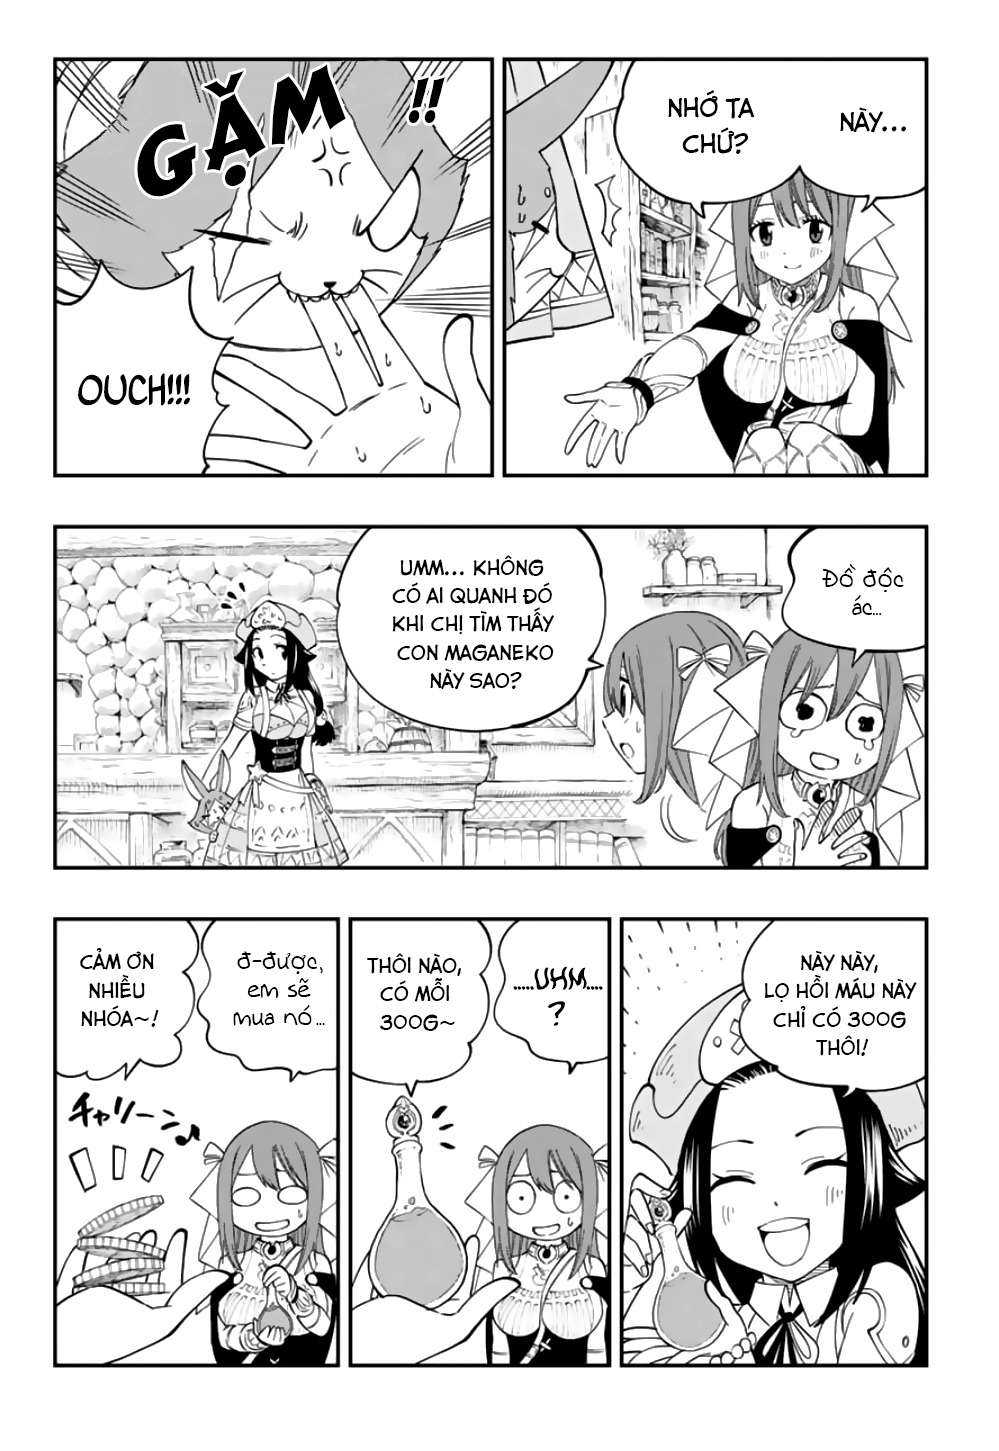 NÀY...
NHỚ TA
CHỨ?
GẶM
!!
OUCH!!!
Đồ độc
ác...
UMM... KHÔNG
CÓ AI QUANH ĐÓ
KHI CHỊ TÌM THẤY
CON MAGANEKO
NÀY SAO?
NÀY NÀY,
LỌ HỒI MÁU NÀY
CHỈ CÓ 300G
THÔI!
.....UHM....
?
THÔI NÀO,
CÓ MỖI
300G~
Đ-được,
em sẽ
mua nó ...
CẢM ƠN
NHIỀU
NHÓA~!
チャリーン♪